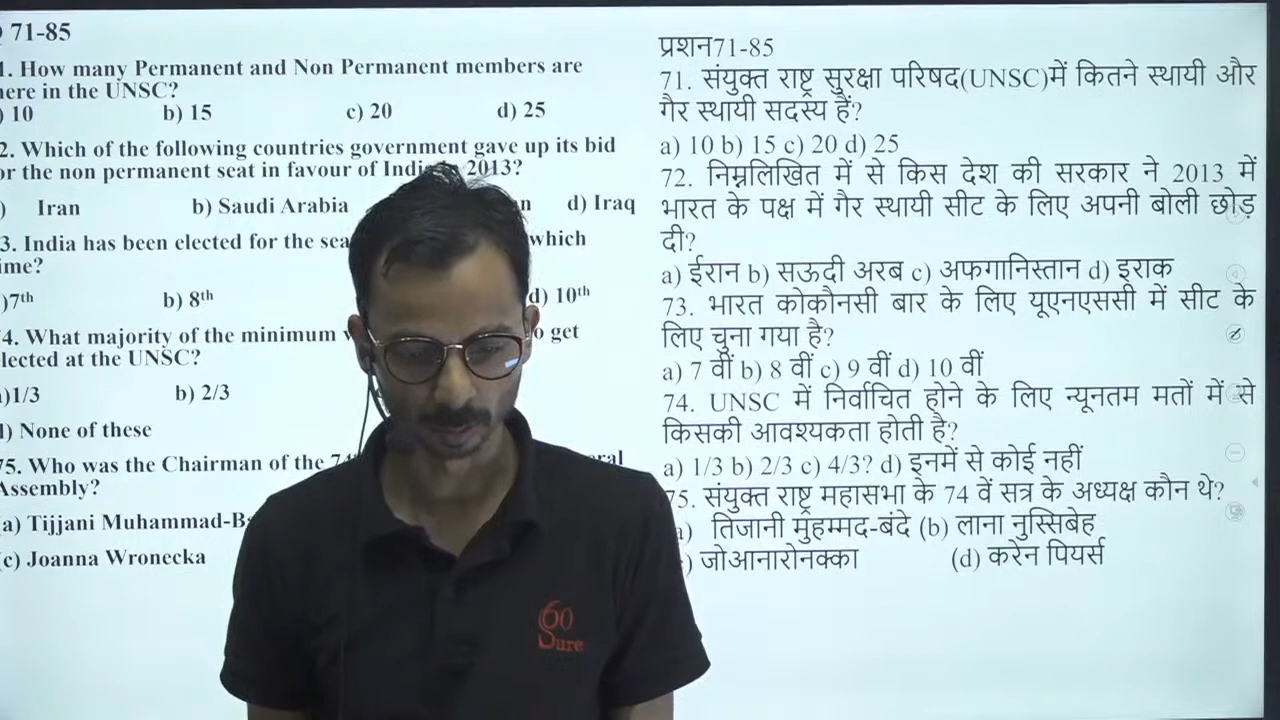 71-85
1. How many Permanent and Non Permanent members are
here in the UNSC?
) 10 b) 15 c) 20 d) 25
2. Which of the following countries government gave up its bid
or the non permanent seat in favour of 2013?
) Iran b) Saudi Arabia d) Iraq
3. India has been elected for the which
ime?
)7th b) 8th d) 10th
4. What majority of the minimum get
lected at the UNSC?
)1/3 b) 2/3
) None of these
75. Who was the Chairman of the
Assembly?
(a) Tijjani
(c) Joanna Wronecka
प्रशन71-85
71. संयुक्त राष्ट्र सुरक्षा परिषद(UNSC)में कितने स्थायी और
गैर स्थायी सदस्य हैं?
a) 10 b) 15 c) 20 d) 25
72. निम्नलिखित में से किस देश की सरकार ने 2013 में
भारत के पक्ष में गैर स्थायी सीट के लिए अपनी बोली छोड़
दी?
a) ईरान b) सऊदी अरब c) अफगानिस्तान d) इराक
73. भारत कोकौनसी बार के लिए यूएनएससी में सीट के
लिए चुना गया है?
a) 7 वीं b) 8 वीं c) 9 वीं d) 10 वीं
74. UNSC में निर्वाचित होने के लिए न्यूनतम मतों में से
किसकी आवश्यकता होती है?
a) 1/3 b) 2/3 c) 4/3? d) इनमें से कोई नहीं
75. संयुक्त राष्ट्र महासभा के 74 वें सत्र के अध्यक्ष कौन थे?
) तिजानी मुहम्मद-बंदे (b) लाना नुस्सिबेह
) जोआनारोनक्का (d) करेन पियर्स
60
Sure